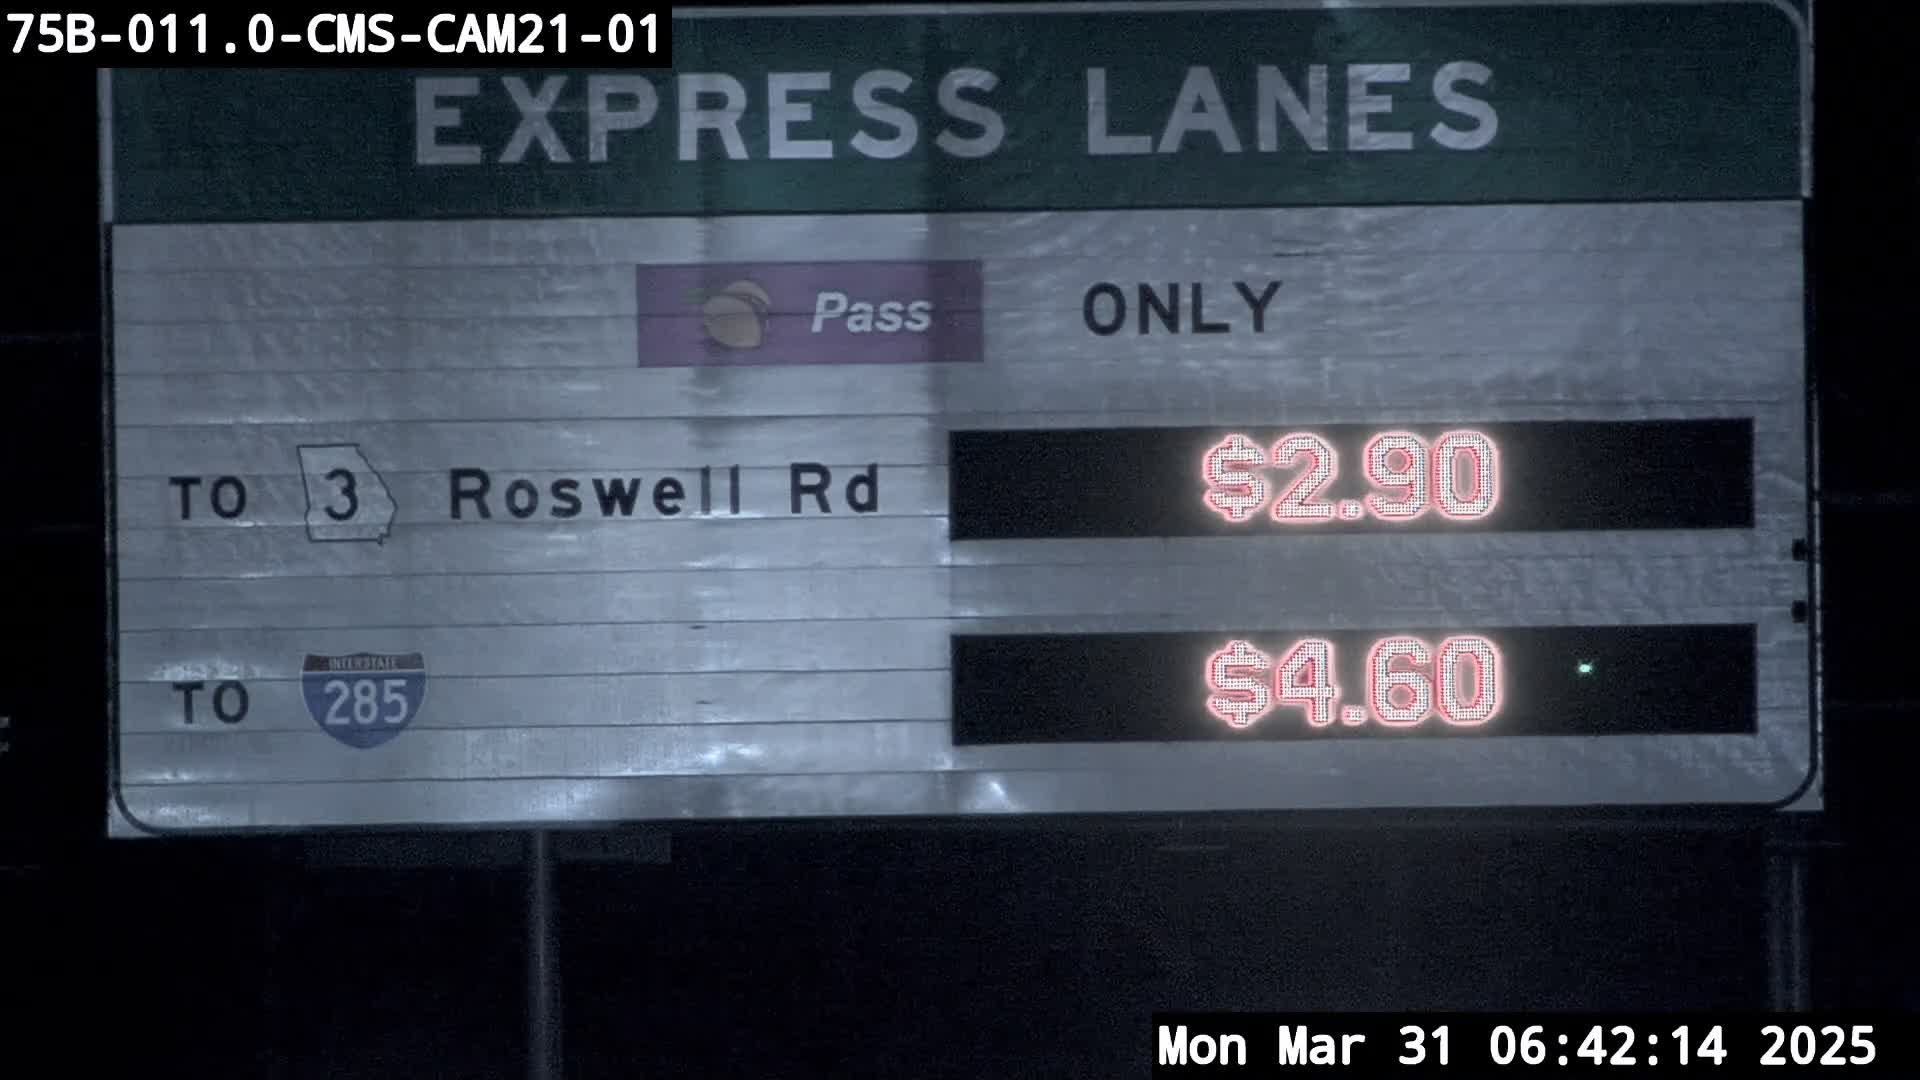 75B-011.0-CMS-CAM21-01
EXPRESS LANES
Pass ONLY
TO 3 Roswell Rd $2.90
TO INTERSTATE 285 $4.60
Mon Mar 31 06:42:14 2025